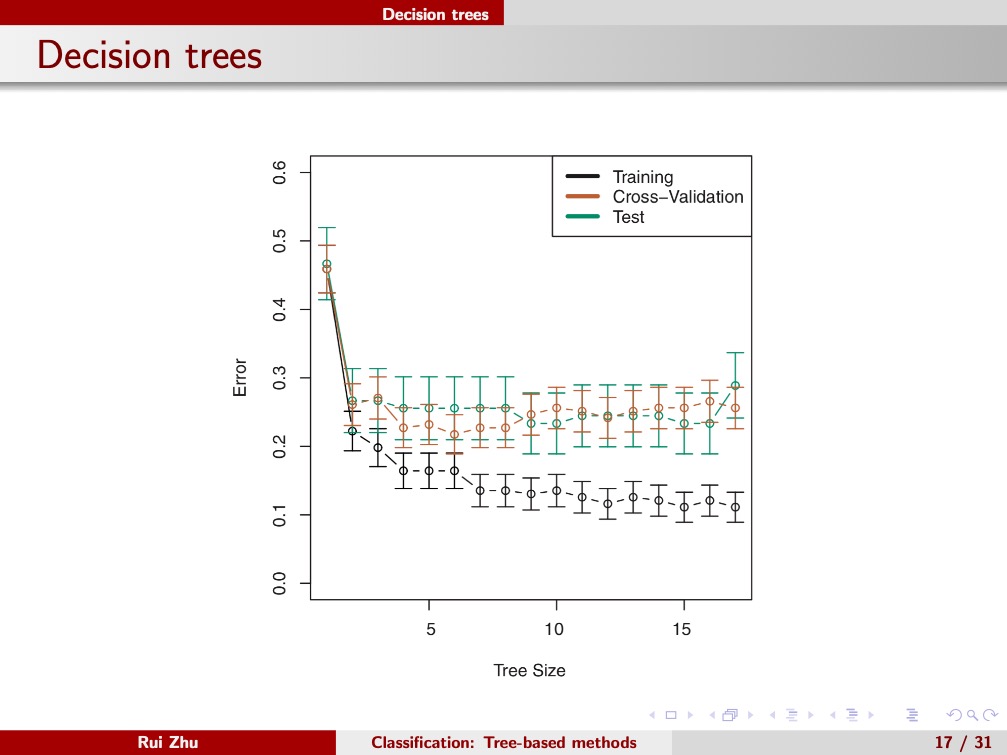 Decision trees
Decision trees
Training
Cross−Validation
Test
0.6
0.5
0.4
0.3
0.2
0.1
0.0
Error
5 10 15
Tree Size
Rui Zhu Classification: Tree-based methods 17 / 31